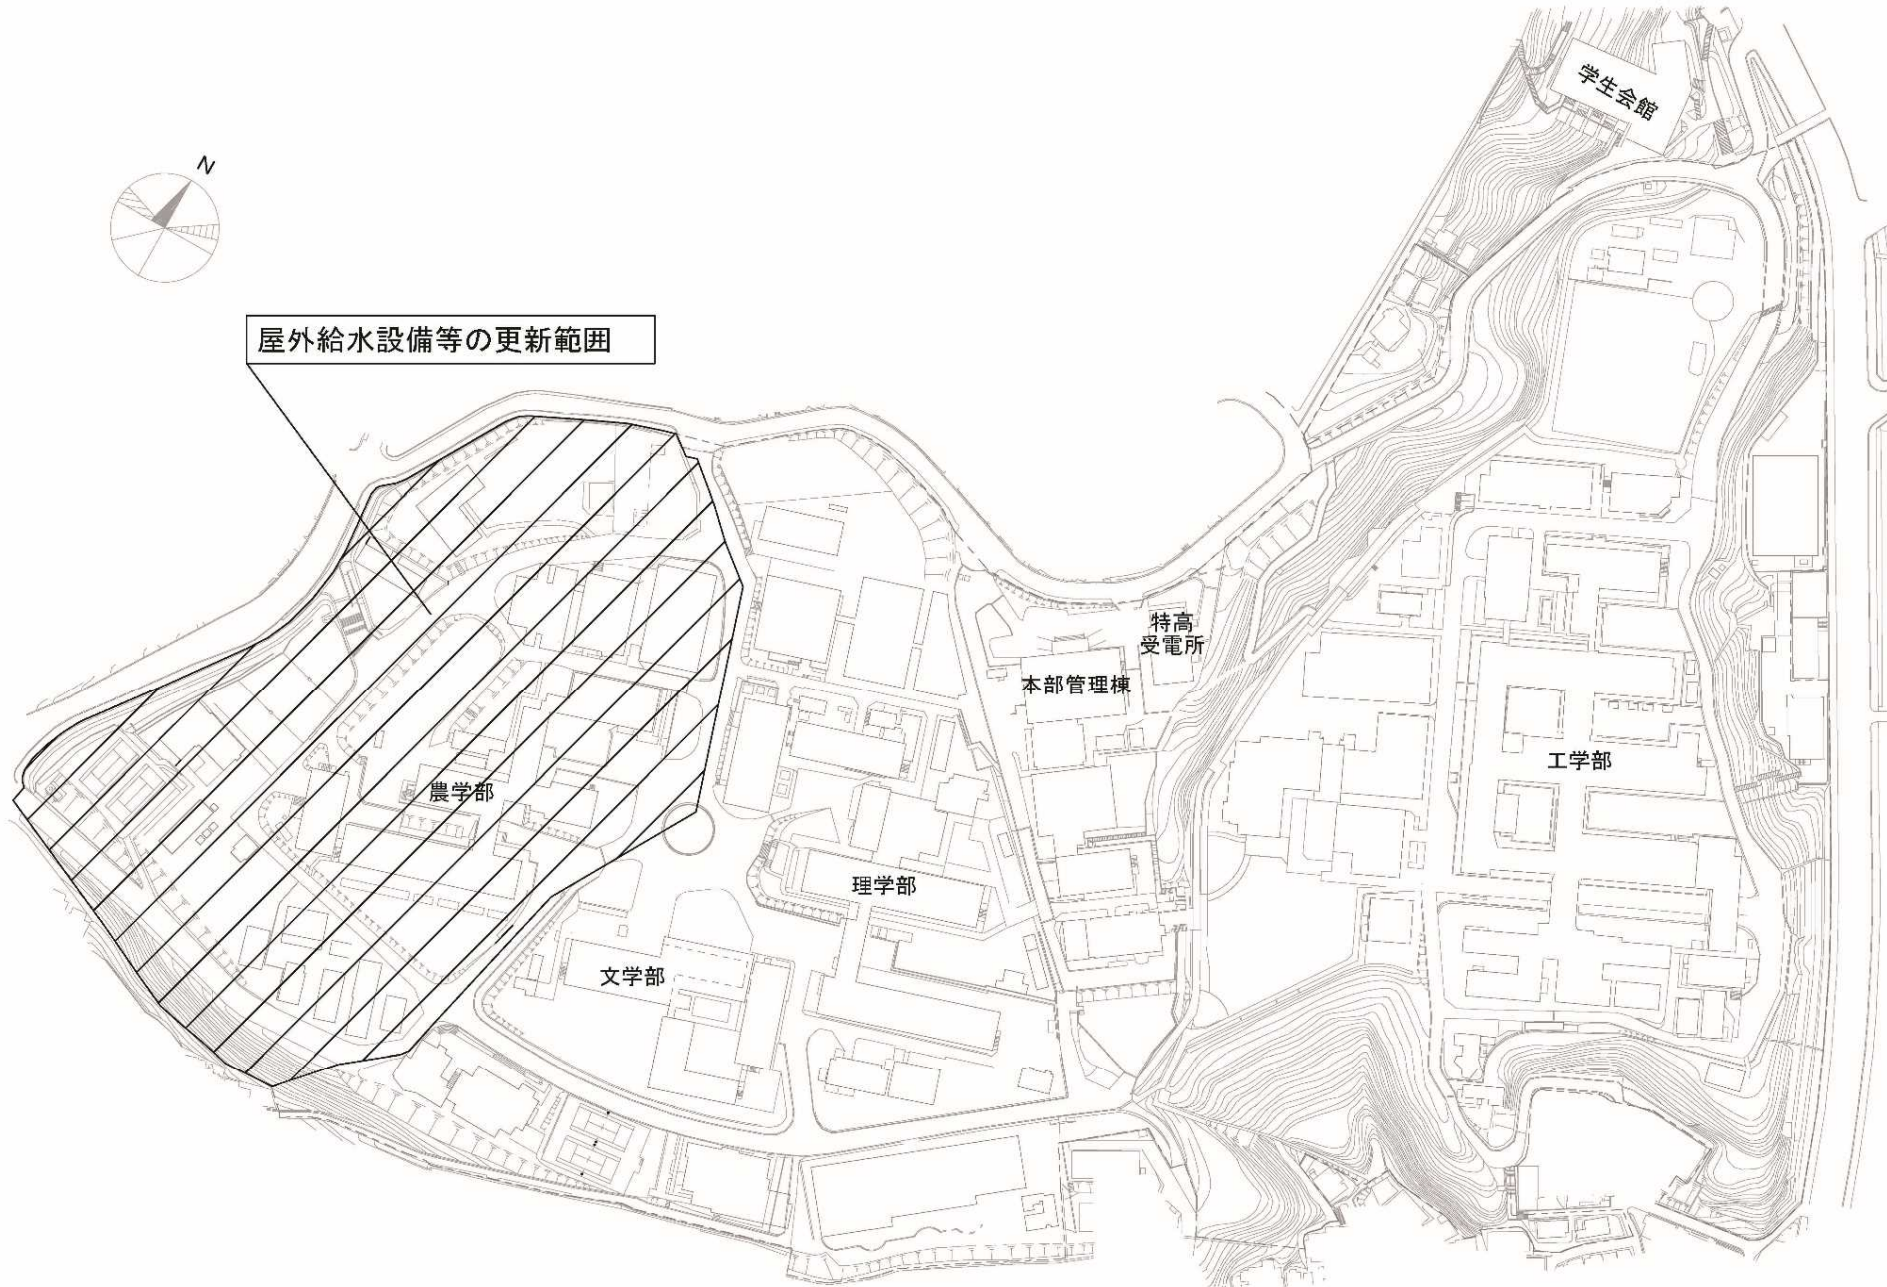 学生会館
N
屋外給水設備等の更新範囲
特高
受電所
本部管理棟
工学部
農学部
理学部
文学部